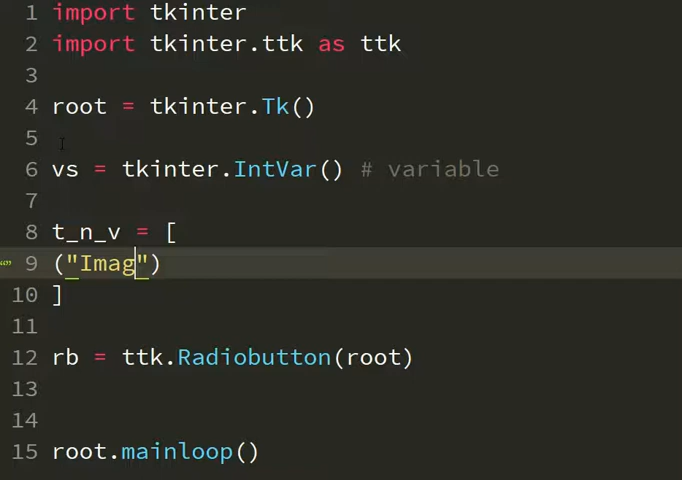 1 import tkinter
2 import tkinter.ttk as ttk
3
4 root = tkinter.Tk()
5
6 vs = tkinter.IntVar() # variable
7
8 t_n_v = [
9 ("Imag")
10 ]
11
12 rb = ttk.Radiobutton(root)
13
14
15 root.mainloop()